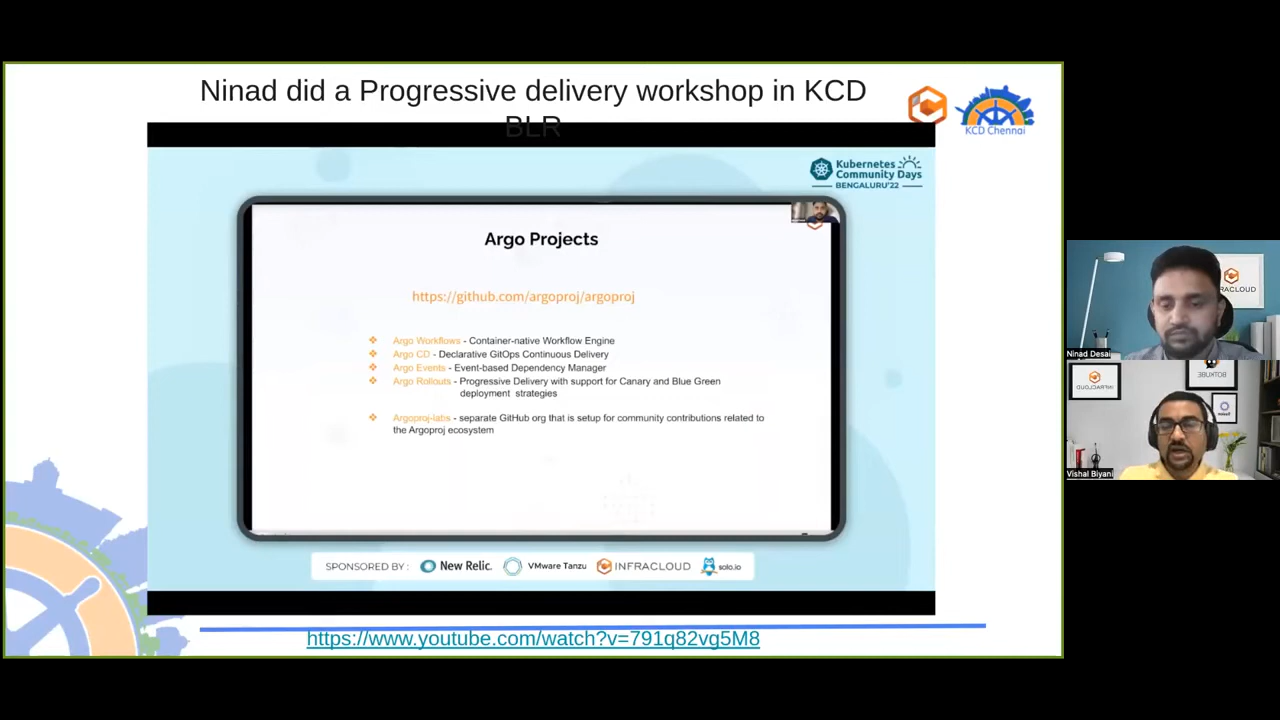 Ninad did a Progressive delivery workshop in KCD
BLR
KCD Chennai
Kubernetes
Community Days
BENGALURU'22
Argo Projects
https://github.com/argoproj/argoproj
❖ Argo Workflows - Container-native Workflow Engine
❖ Argo CD - Declarative GitOps Continuous Delivery
❖ Argo Events - Event-based Dependency Manager
❖ Argo Rollouts - Progressive Delivery with support for Canary and Blue Green
deployment strategies
❖ Argoproj-labs - separate GitHub org that is setup for community contributions related to
the Argoproj ecosystem
SPONSORED BY : New Relic. VMware Tanzu INFRACLOUD solo.io
https://www.youtube.com/watch?v=791q82vg5M8
RACLOUD
Ninad Desai
BOTKUBE
INFRACLOUD
Vishal Biyani